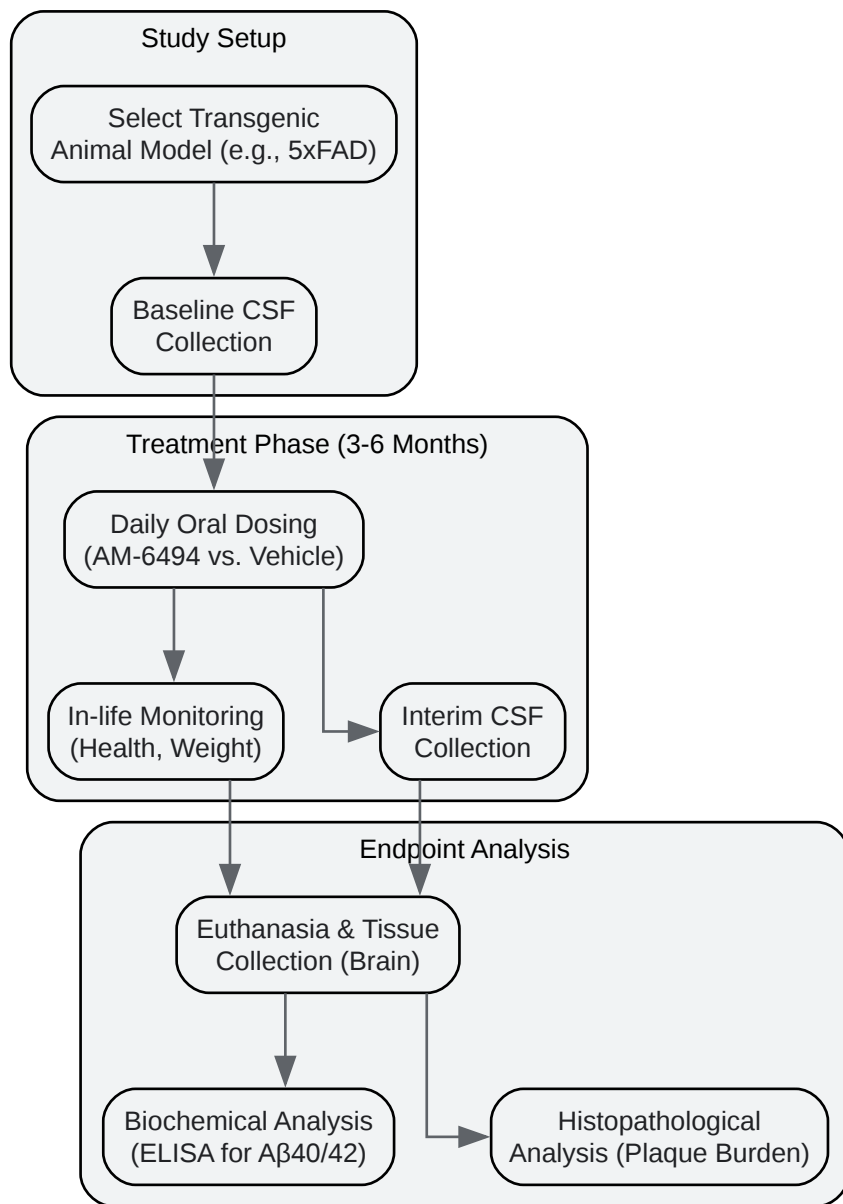 Study Setup
Select Transgenic
Animal Model (e.g., 5xFAD)
Baseline CSF
Collection
Treatment Phase (3-6 Months)
Daily Oral Dosing
(AM-6494 vs. Vehicle)
In-life Monitoring
(Health, Weight)
Interim CSF
Collection
Endpoint Analysis
Euthanasia & Tissue
Collection (Brain)
Biochemical Analysis
(ELISA for Aβ40/42)
Histopathological
Analysis (Plaque Burden)